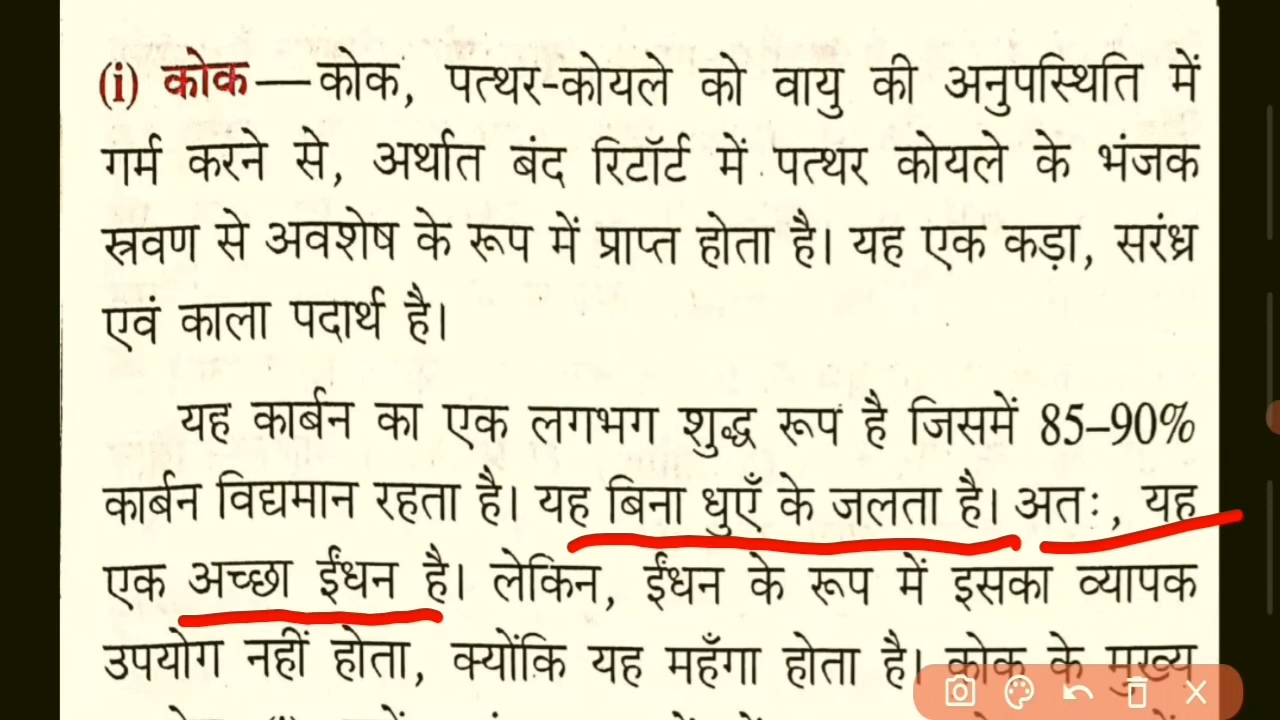 (i) कोक—कोक, पत्थर-कोयले को वायु की अनुपस्थिति में
गर्म करने से, अर्थात बंद रिटॉर्ट में पत्थर कोयले के भंजक
स्रवण से अवशेष के रूप में प्राप्त होता है। यह एक कड़ा, सरंध्र
एवं काला पदार्थ है।
यह कार्बन का एक लगभग शुद्ध रूप है जिसमें 85–90%
कार्बन विद्यमान रहता है। यह बिना धुएँ के जलता है। अतः, यह
एक अच्छा ईंधन है। लेकिन, ईंधन के रूप में इसका व्यापक
उपयोग नहीं होता, क्योंकि यह महँगा होता है। कोक के मुख्य